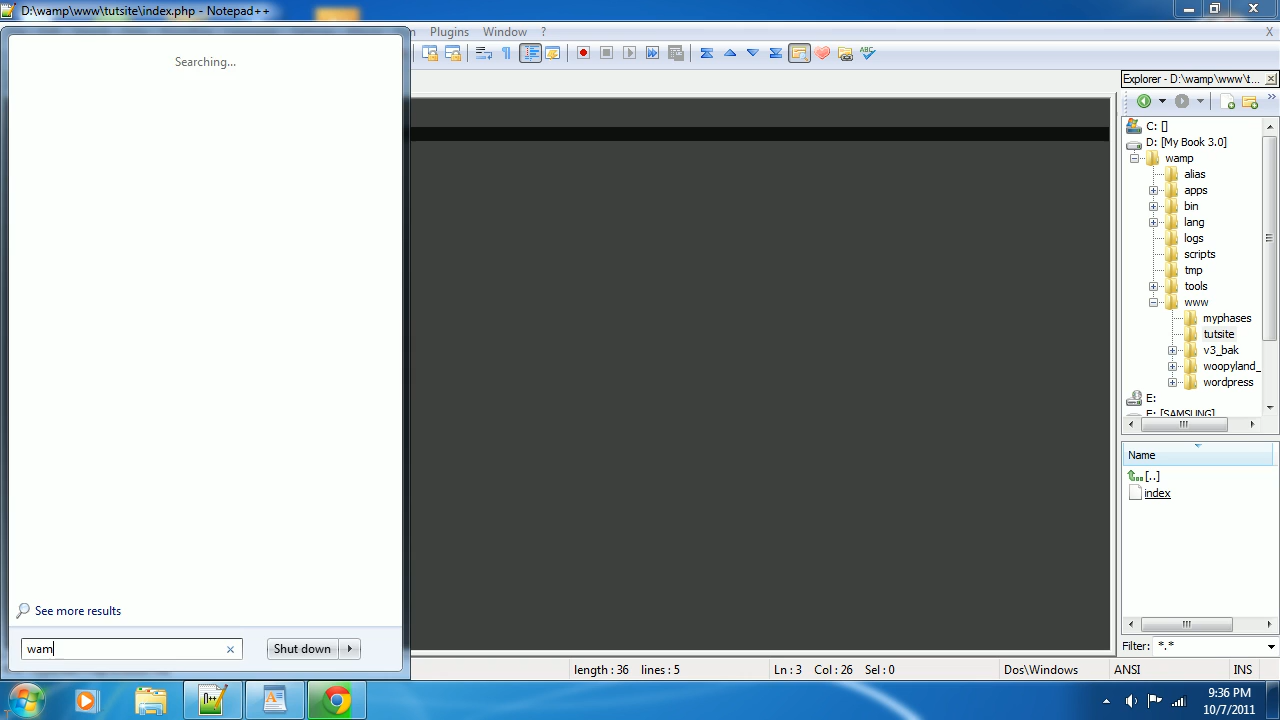 D:\wamp\www\tutsite\index.php - Notepad++
Plugins Window ? X
Searching...
See more results
wam
Shut down
Explorer - D:\wamp\www\t...
C: []
D: [My Book 3.0]
wamp
alias
apps
bin
lang
logs
scripts
tmp
tools
www
myphases
tutsite
v3_bak
woopyland_
wordpress
E:
F: [SAMSUNG]
Name
[..]
index
Filter: *.*
length : 36 lines : 5 Ln : 3 Col : 26 Sel : 0 Dos\Windows ANSI INS
9:36 PM
10/7/2011